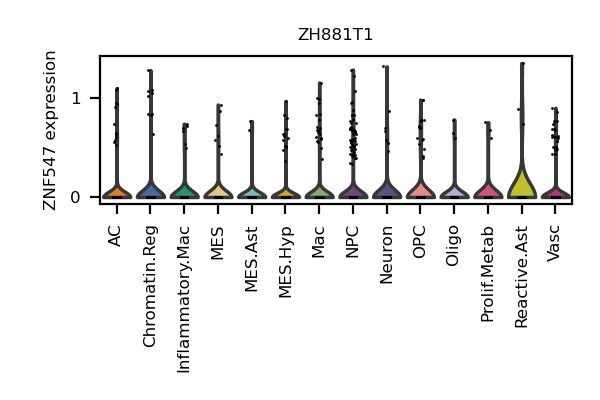 ZH881T1
ZNF547 expression
1
0
AC
Chromatin.Reg
Inflammatory.Mac
MES
MES.Ast
MES.Hyp
Mac
NPC
Neuron
OPC
Oligo
Prolif.Metab
Reactive.Ast
Vasc